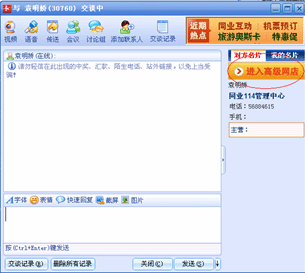 与 袁明娇(30760) 交谈中
视频 语音 传送 会议 讨论组 添加联系人 交谈记录
近期热点
同业互动 机票预订
旅游奥斯卡 特惠促
袁明娇(在线):
请勿轻信在此出现的中奖、汇款、陌生电话、站外链接，以免上当受骗!
对方名片 我的名片
进入高级网店
袁明娇
同业114管理中心
电话：56884615
手机：
主营：
字体 表情 快速回复 截屏 图片
按(Ctrl+Enter)键发送
交谈记录(R) 删除所有记录 关闭(C) 发送(S)